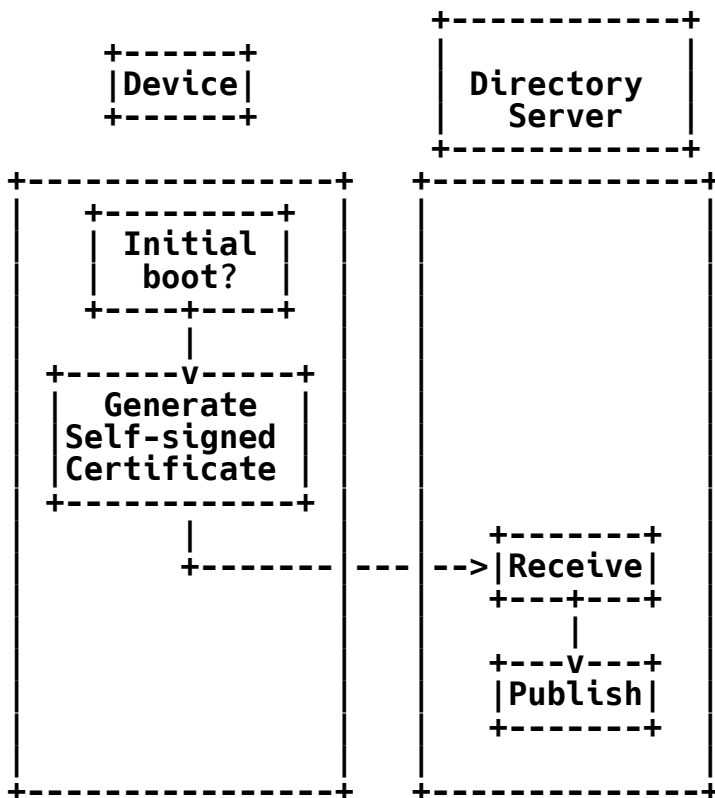 Device
Directory
Server
Initial
boot?
Generate
Self-signed
Certificate
Receive
Publish